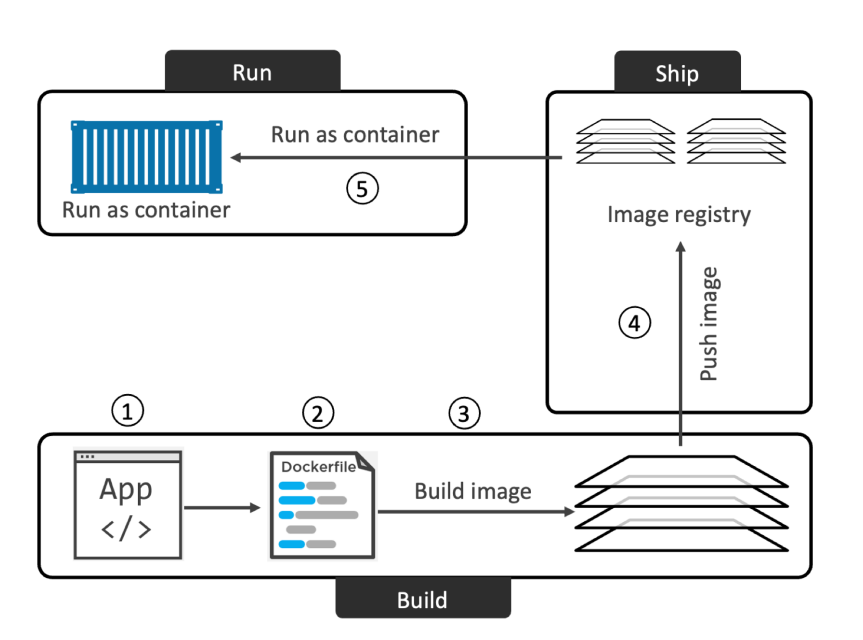 Run
Ship
Run as container
5
Run as container
Image registry
4
Push image
1
2
3
App
</>
Dockerfile
Build image
Build